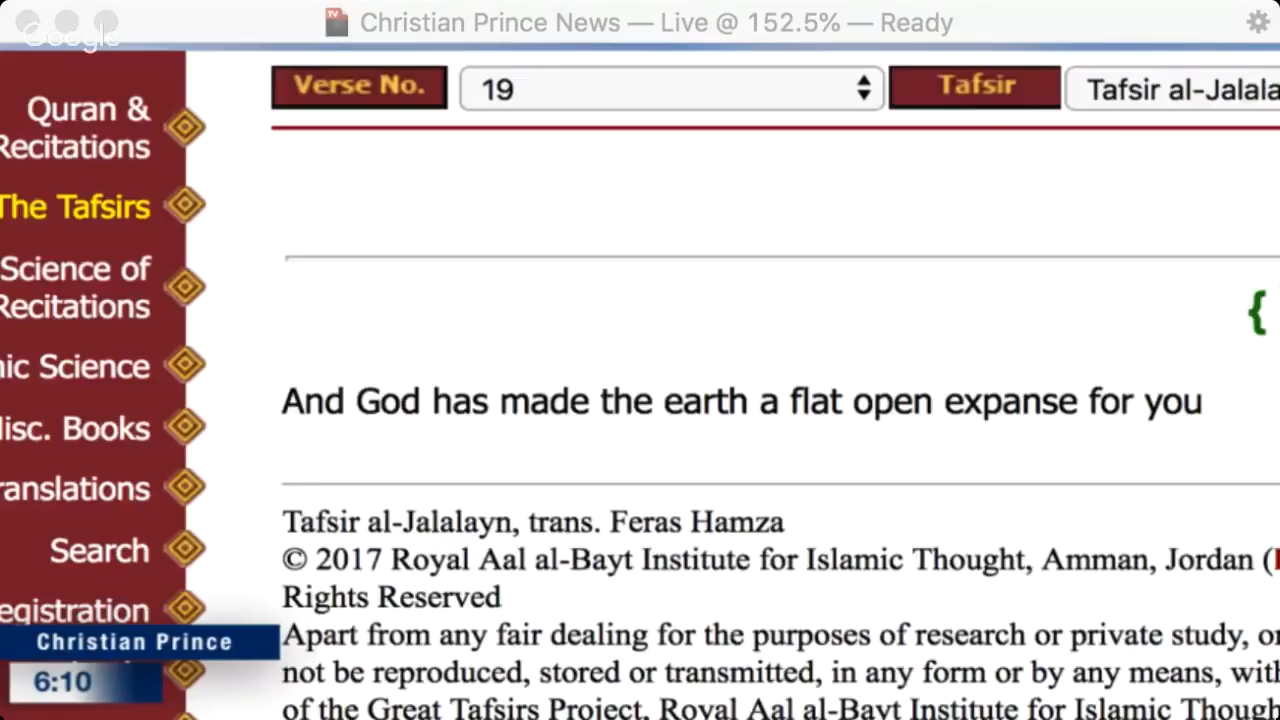 Christian Prince News — Live @ 152.5% — Ready
Google
Verse No.
19
Tafsir
Tafsir al-Jalala
Quran &
Recitations
The Tafsirs
Science of
Recitations
ic Science
isc. Books
ranslations
Search
egistration
{
And God has made the earth a flat open expanse for you
Tafsir al-Jalalayn, trans. Feras Hamza
© 2017 Royal Aal al-Bayt Institute for Islamic Thought, Amman, Jordan (
Rights Reserved
Apart from any fair dealing for the purposes of research or private study, or
not be reproduced, stored or transmitted, in any form or by any means, with
of the Great Tafsirs Project, Royal Aal al-Bayt Institute for Islamic Though
Christian Prince
6:10